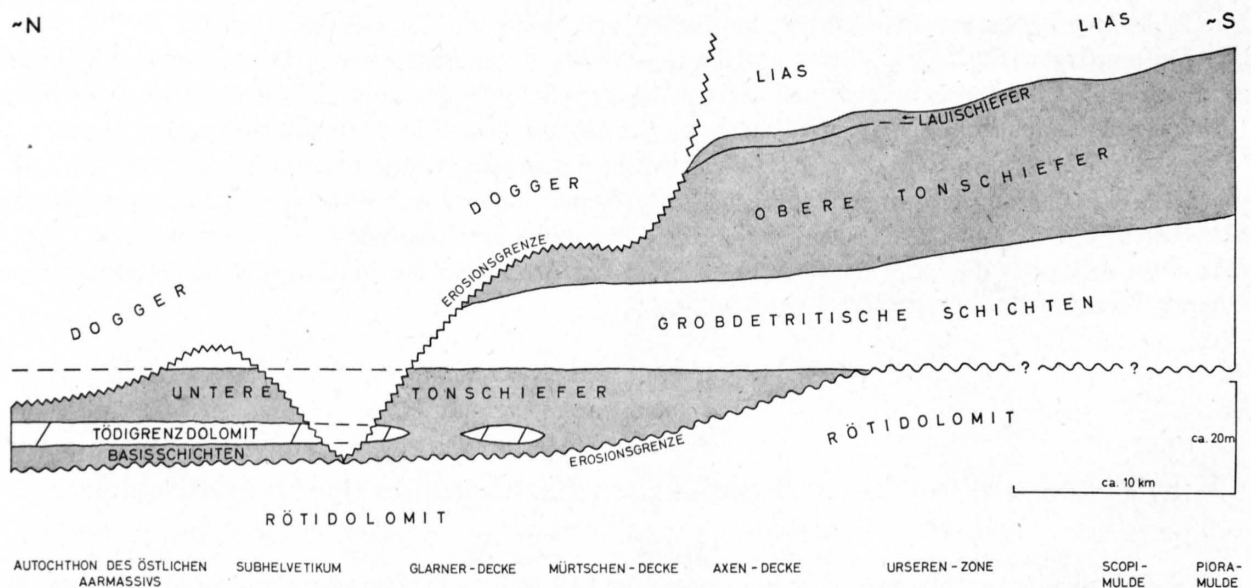 ~N
~S
LIAS
LIAS
LAUISCHIEFER
DOGGER
OBERE TONSCHIEFER
EROSIONSGRENZE
DOGGER
GROBDETRITISCHE SCHICHTEN
? ?
UNTERE TONSCHIEFER
TÖDIGRENZDOLOMIT
BASISSCHICHTEN
EROSIONSGRENZE
RÖTIDOLOMIT
ca. 20m
ca. 10 km
RÖTIDOLOMIT
AUTOCHTHON DES ÖSTLICHEN
AARMASSIVS
SUBHELVETIKUM
GLARNER-DECKE
MÜRTSCHEN-DECKE
AXEN-DECKE
URSEREN-ZONE
SCOPI-
MULDE
PIORA-
MULDE